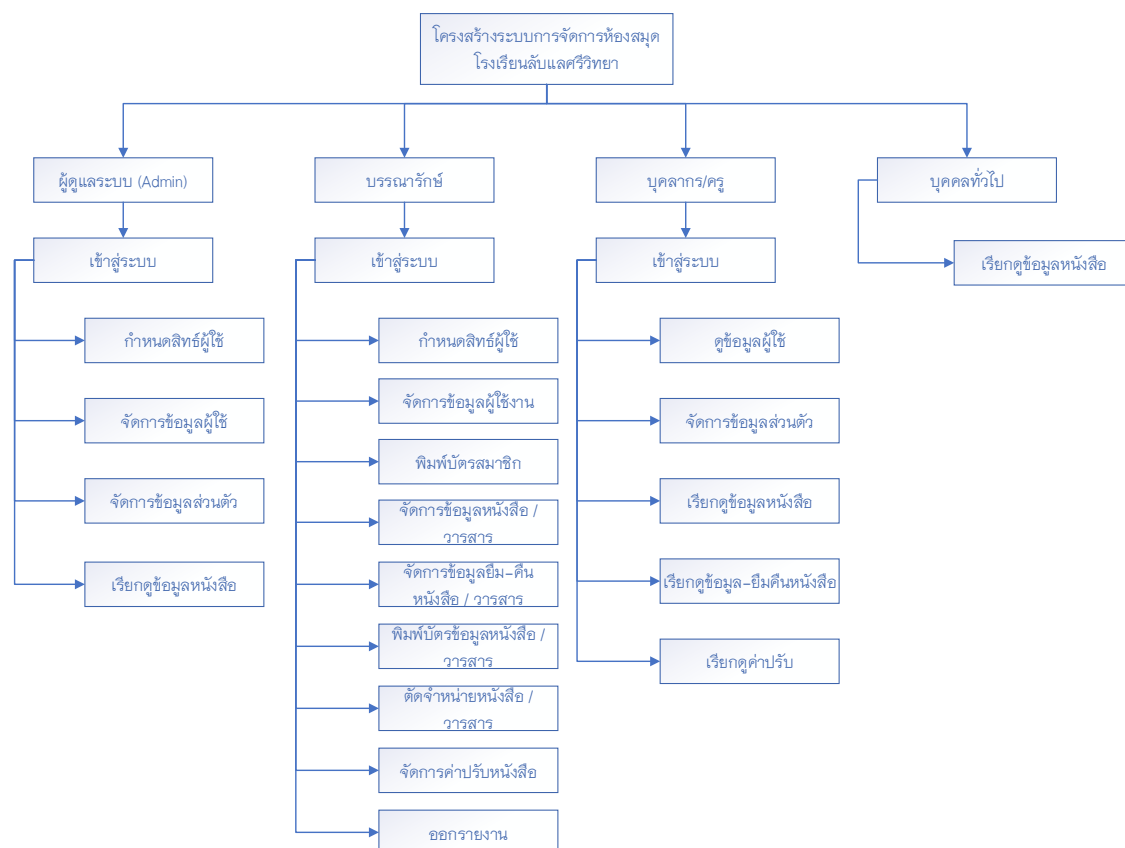 โครงสร้างระบบการจัดการห้องสมุด
โรงเรียนลับแลศรีวิทยา
ผู้ดูแลระบบ (Admin)
เข้าสู่ระบบ
กำหนดสิทธ์ผู้ใช้
จัดการข้อมูลผู้ใช้
จัดการข้อมูลส่วนตัว
เรียกดูข้อมูลหนังสือ
บรรณารักษ์
เข้าสู่ระบบ
กำหนดสิทธ์ผู้ใช้
จัดการข้อมูลผู้ใช้งาน
พิมพ์บัตรสมาชิก
จัดการข้อมูลหนังสือ /
วารสาร
จัดการข้อมูลยืม-คืน
หนังสือ / วารสาร
พิมพ์บัตรข้อมูลหนังสือ /
วารสาร
ตัดจำหน่ายหนังสือ /
วารสาร
จัดการค่าปรับหนังสือ
ออกรายงาน
บุคลากร/ครู
เข้าสู่ระบบ
ดูข้อมูลผู้ใช้
จัดการข้อมูลส่วนตัว
เรียกดูข้อมูลหนังสือ
เรียกดูข้อมูล-ยืมคืนหนังสือ
เรียกดูค่าปรับ
บุคคลทั่วไป
เรียกดูข้อมูลหนังสือ